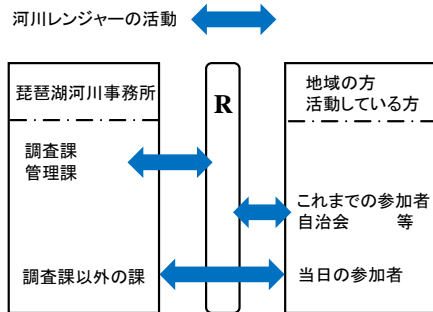 河川レンジャーの活動
琵琶湖河川事務所
R
地域の方
活動している方
調査課
管理課
これまでの参加者
自治会　　等
調査課以外の課
当日の参加者